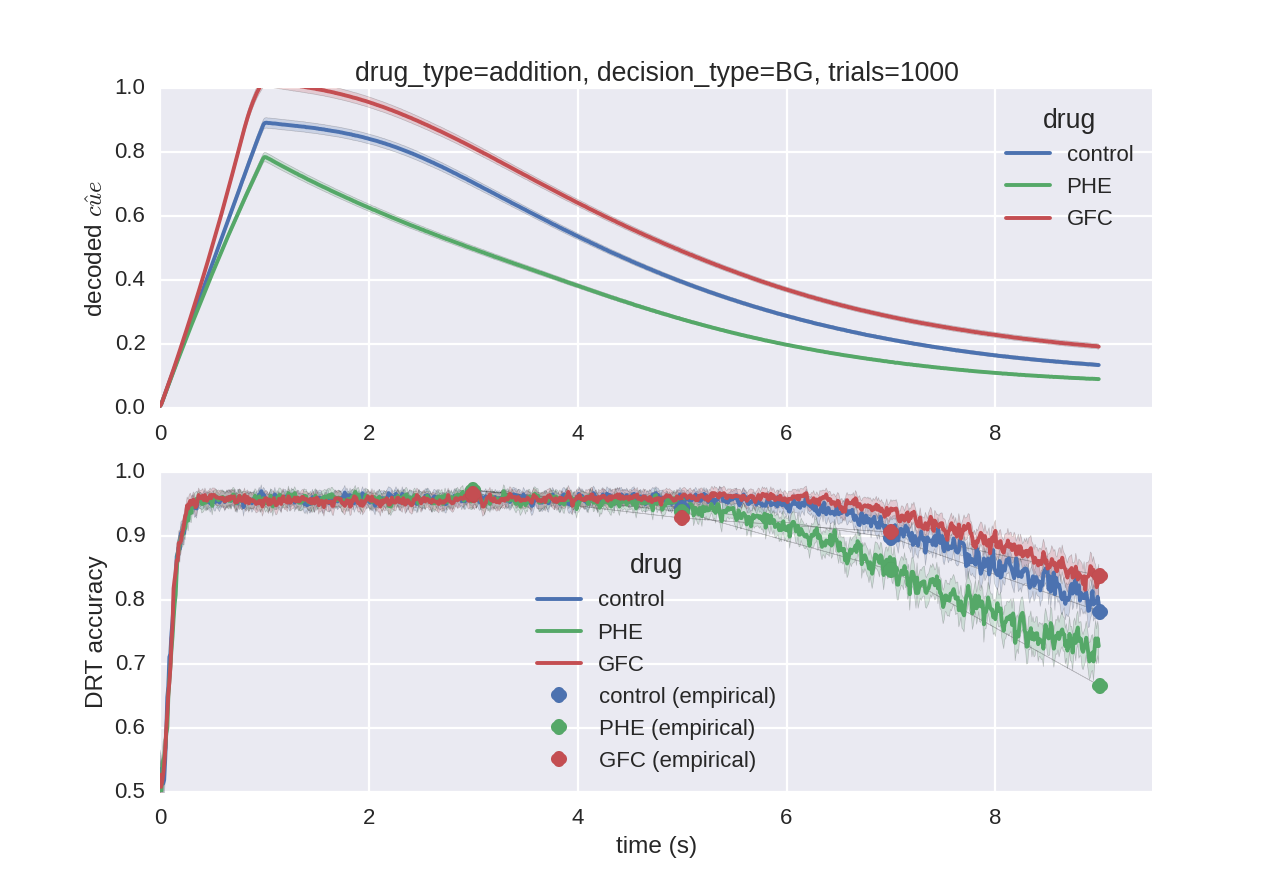 drug_type=addition, decision_type=BG, trials=1000
1.0
0.8
0.6
0.4
0.2
0.0
decoded cûe
drug
control
PHE
GFC
0 2 4 6 8
1.0
0.9
0.8
0.7
0.6
0.5
DRT accuracy
drug
control
PHE
GFC
control (empirical)
PHE (empirical)
GFC (empirical)
0 2 4 6 8
time (s)